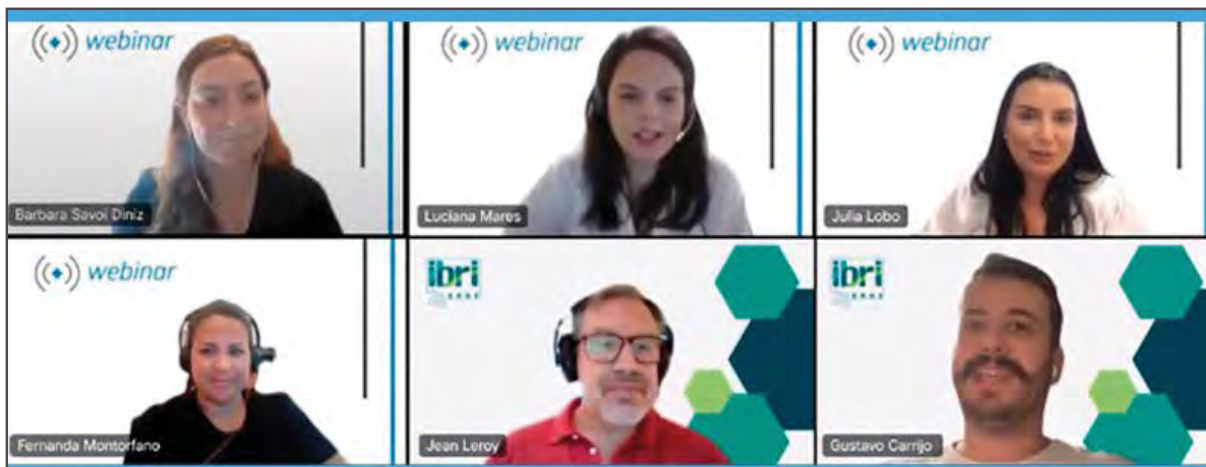 webinar
webinar
webinar
Barbara Savoi Diniz
Luciana Mares
Julia Lobo
webinar
ibri
ibri
Fernanda Montorfano
Jean Leroy
Gustavo Carrijo